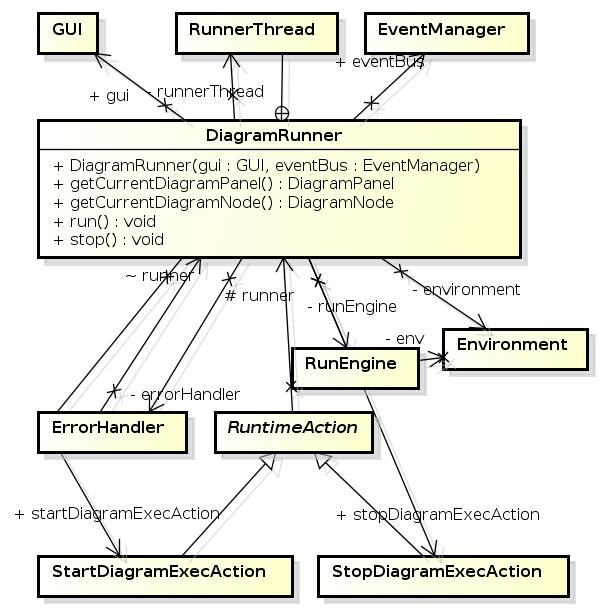 GUI
RunnerThread
EventManager
+ eventBus
+ gui
- runnerThread
DiagramRunner
+ DiagramRunner(gui : GUI, eventBus : EventManager)
+ getCurrentDiagramPanel() : DiagramPanel
+ getCurrentDiagramNode() : DiagramNode
+ run() : void
+ stop() : void
~ runner
# runner
- runEngine
- environment
- env
RunEngine
Environment
- errorHandler
ErrorHandler
RuntimeAction
+ startDiagramExecAction
+ stopDiagramExecAction
StartDiagramExecAction
StopDiagramExecAction